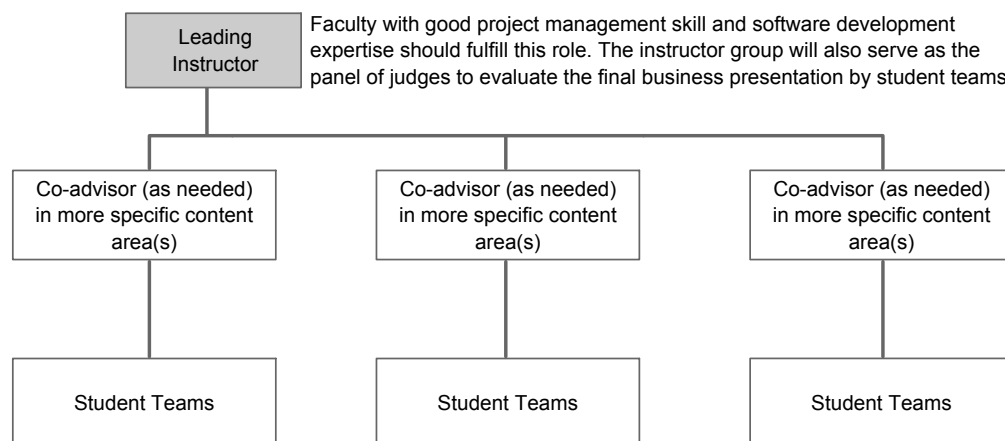 Leading
Instructor
Faculty with good project management skill and software development
expertise should fulfill this role. The instructor group will also serve as the
panel of judges to evaluate the final business presentation by student teams
Co-advisor (as needed)
in more specific content
area(s)
Co-advisor (as needed)
in more specific content
area(s)
Co-advisor (as needed)
in more specific content
area(s)
Student Teams
Student Teams
Student Teams